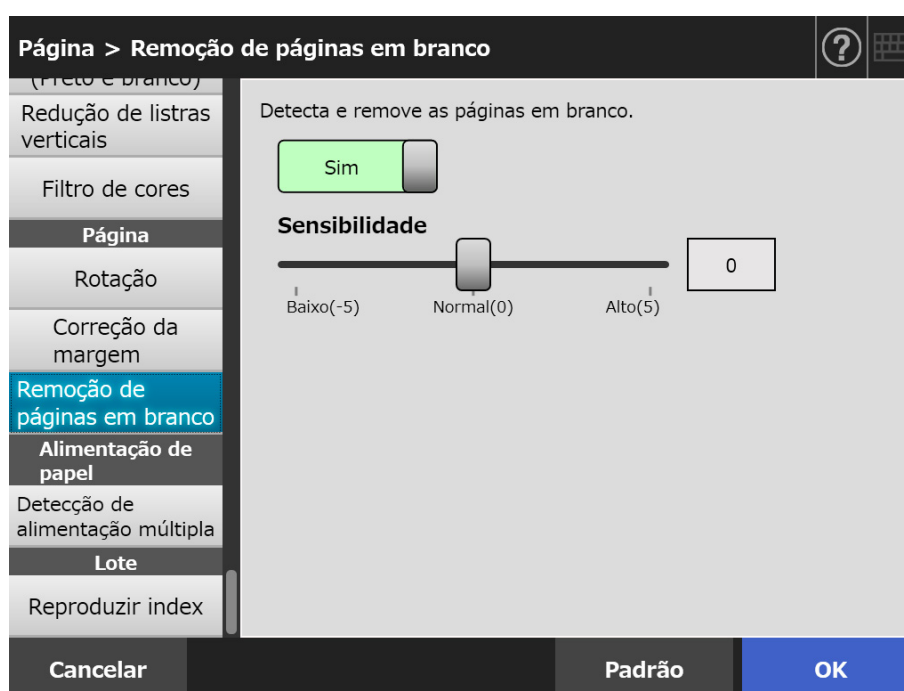 Página > Remoção de páginas em branco
?
(Preto e branco)
Redução de listras
verticais
Filtro de cores
Página
Rotação
Correção da
margem
Remoção de
páginas em branco
Alimentação de
papel
Detecção de
alimentação múltipla
Lote
Reproduzir index
Detecta e remove as páginas em branco.
Sim
Sensibilidade
0
Baixo(-5)
Normal(0)
Alto(5)
Cancelar
Padrão
OK